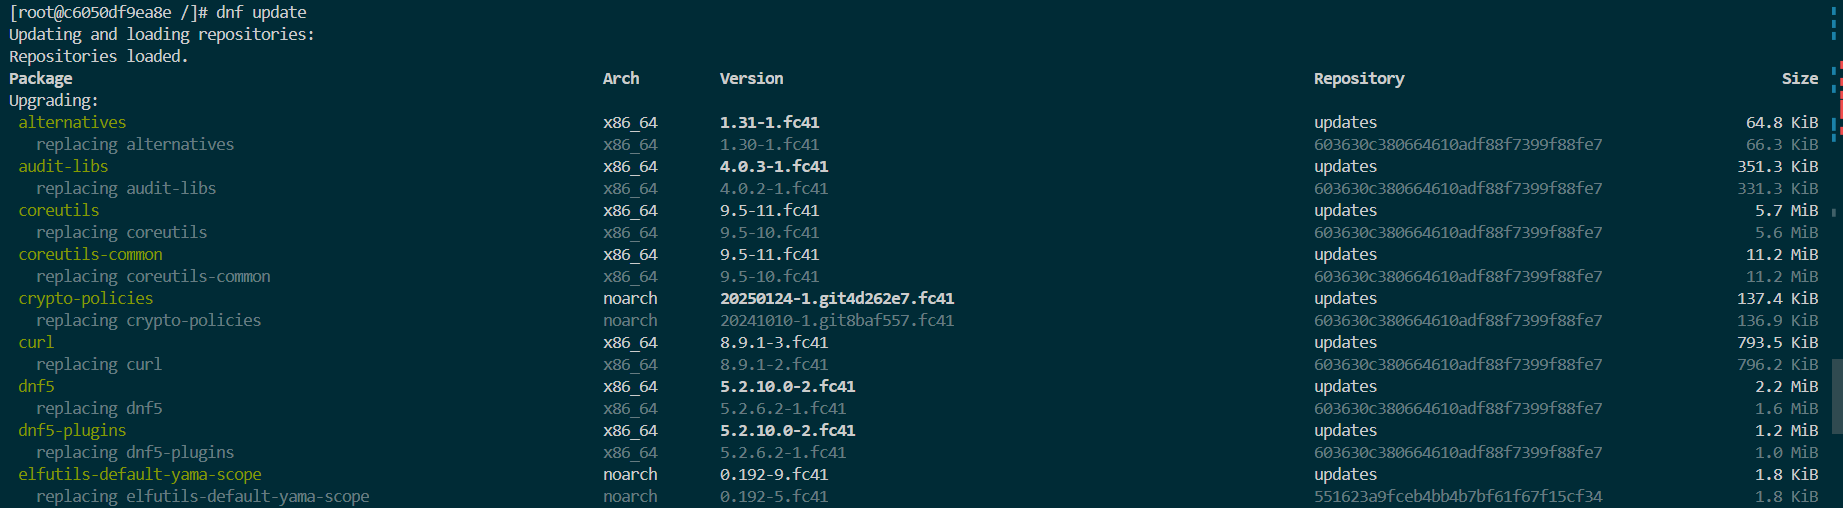 [root@c6050df9ea8e /]# dnf update
Updating and loading repositories:
Repositories loaded.
Package Arch Version Repository Size
Upgrading:
alternatives x86_64 1.31-1.fc41 updates 64.8 KiB
replacing alternatives x86_64 1.30-1.fc41 603630c380664610adf88f7399f88fe7 66.3 KiB
audit-libs x86_64 4.0.3-1.fc41 updates 351.3 KiB
replacing audit-libs x86_64 4.0.2-1.fc41 603630c380664610adf88f7399f88fe7 331.3 KiB
coreutils x86_64 9.5-11.fc41 updates 5.7 MiB
replacing coreutils x86_64 9.5-10.fc41 603630c380664610adf88f7399f88fe7 5.6 MiB
coreutils-common x86_64 9.5-11.fc41 updates 11.2 MiB
replacing coreutils-common x86_64 9.5-10.fc41 603630c380664610adf88f7399f88fe7 11.2 MiB
crypto-policies noarch 20250124-1.git4d262e7.fc41 updates 137.4 KiB
replacing crypto-policies noarch 20241010-1.git8baf557.fc41 603630c380664610adf88f7399f88fe7 136.9 KiB
curl x86_64 8.9.1-3.fc41 updates 793.5 KiB
replacing curl x86_64 8.9.1-2.fc41 603630c380664610adf88f7399f88fe7 796.2 KiB
dnf5 x86_64 5.2.10.0-2.fc41 updates 2.2 MiB
replacing dnf5 x86_64 5.2.6.2-1.fc41 603630c380664610adf88f7399f88fe7 1.6 MiB
dnf5-plugins x86_64 5.2.10.0-2.fc41 updates 1.2 MiB
replacing dnf5-plugins x86_64 5.2.6.2-1.fc41 603630c380664610adf88f7399f88fe7 1.0 MiB
elfutils-default-yama-scope noarch 0.192-9.fc41 updates 1.8 KiB
replacing elfutils-default-yama-scope noarch 0.192-5.fc41 551623a9fceb4bb4b7bf61f67f15cf34 1.8 KiB